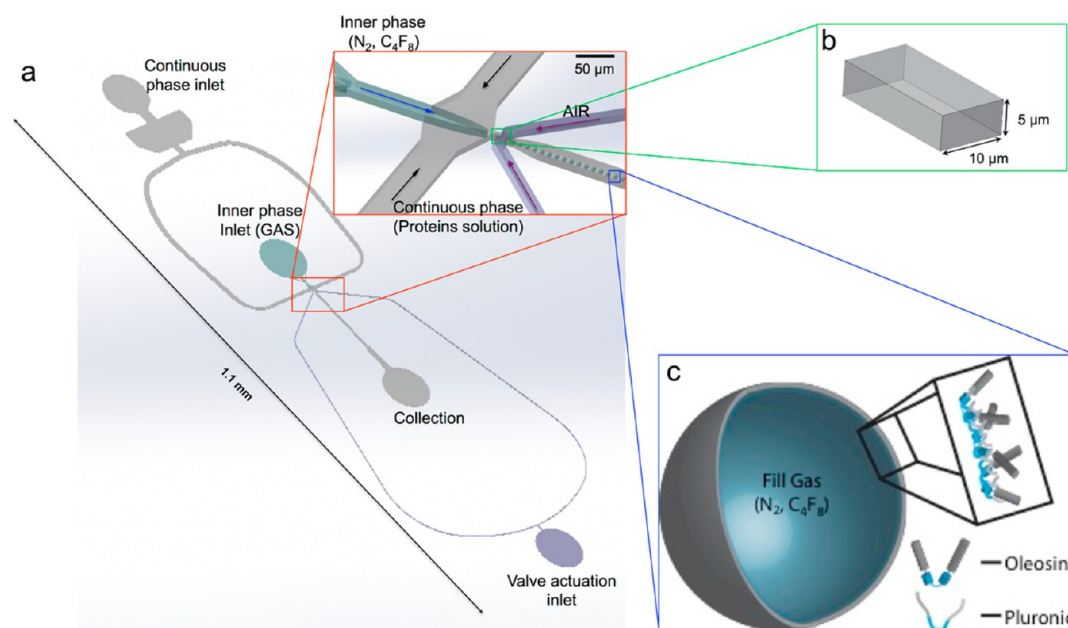 a
Continuous
phase inlet
Inner phase
Inlet (GAS)
1.1 mm
Collection
Valve actuation
inlet
Inner phase
(N₂, C₄F₈)
50 µm
AIR
Continuous phase
(Proteins solution)
b
5 µm
10 µm
c
Fill Gas
(N₂, C₄F₈)
Oleosin
Pluronic